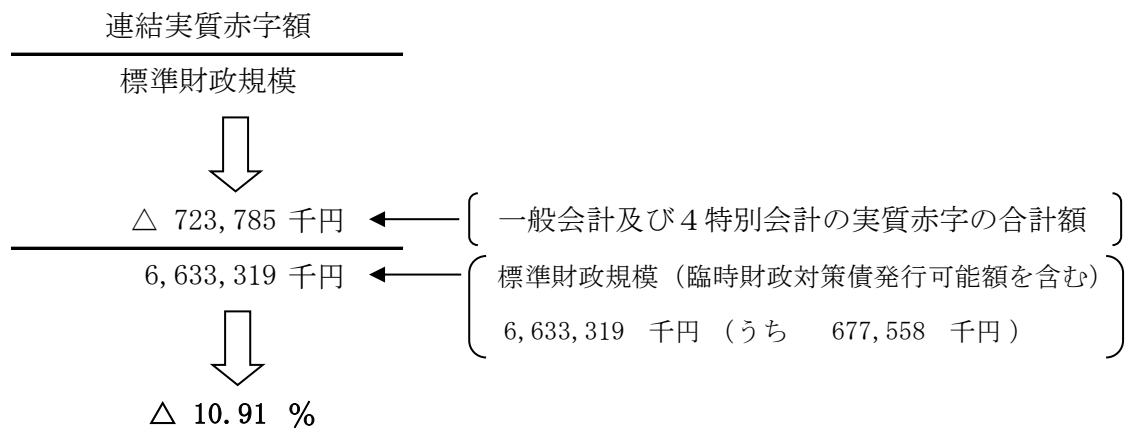 連結実質赤字額
標準財政規模
△ 723,785 千円
一般会計及び４特別会計の実質赤字の合計額
6,633,319 千円
標準財政規模（臨時財政対策債発行可能額を含む）
6,633,319 千円 (うち 677,558 千円)
△ 10.91 %